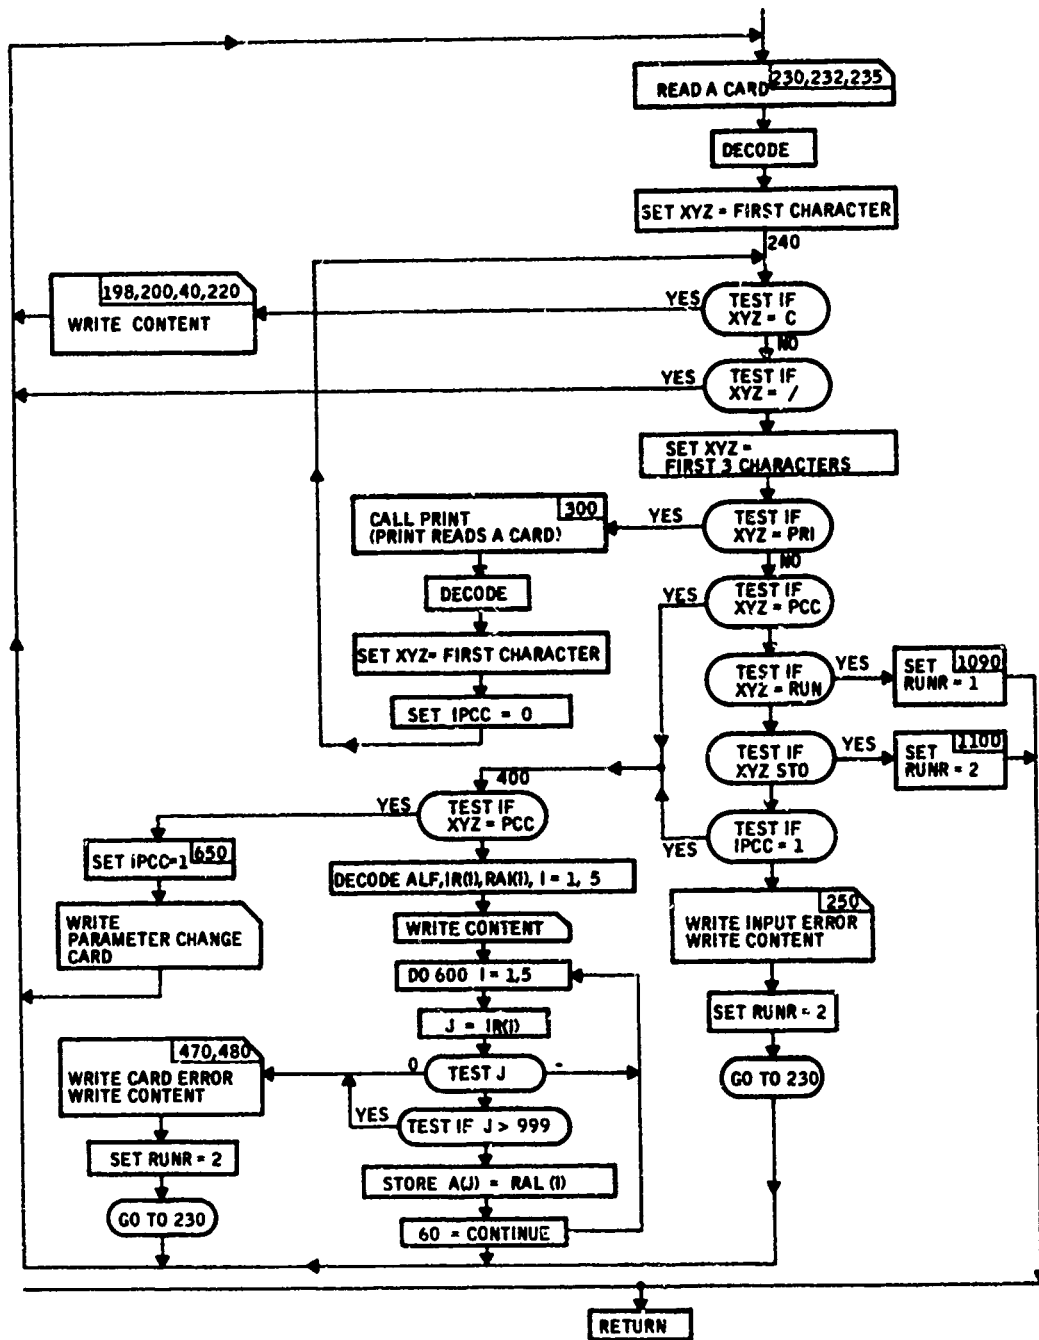 230,232,235
READ A CARD
DECODE
SET XYZ = FIRST CHARACTER
240
198,200,40,220
WRITE CONTENT
YES
TEST IF
XYZ = C
NO
YES
TEST IF
XYZ = /
SET XYZ =
FIRST 3 CHARACTERS
300
CALL PRINT
(PRINT READS A CARD)
YES
TEST IF
XYZ = PRI
NO
DECODE
YES
TEST IF
XYZ = PCC
SET XYZ= FIRST CHARACTER
TEST IF
XYZ = RUN
YES
SET 1090
RUNR = 1
SET IPCC = 0
TEST IF
XYZ STO
YES
SET 1100
RUNR = 2
400
YES
TEST IF
XYZ = PCC
TEST IF
IPCC = 1
YES
SET IPCC=1 650
DECODE ALF,IR(I),RAK(I), I = 1, 5
WRITE
PARAMETER CHANGE
CARD
WRITE CONTENT
250
WRITE INPUT ERROR
WRITE CONTENT
DO 600 I = 1,5
SET RUNR = 2
J = IR(I)
470,480
WRITE CARD ERROR
WRITE CONTENT
0
TEST J
-
GO TO 230
YES
TEST IF J > 999
SET RUNR = 2
STORE A(J) = RAL (I)
GO TO 230
60 = CONTINUE
RETURN